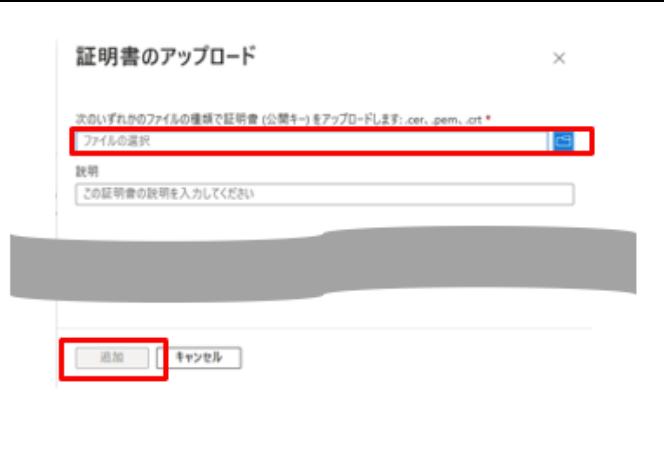 証明書のアップロード
次のいずれかのファイルの種類で証明書 (公開キー) をアップロードします: .cer、.pem、.crt *
ファイルの選択
説明
この証明書の説明を入力してください
追加 キャンセル